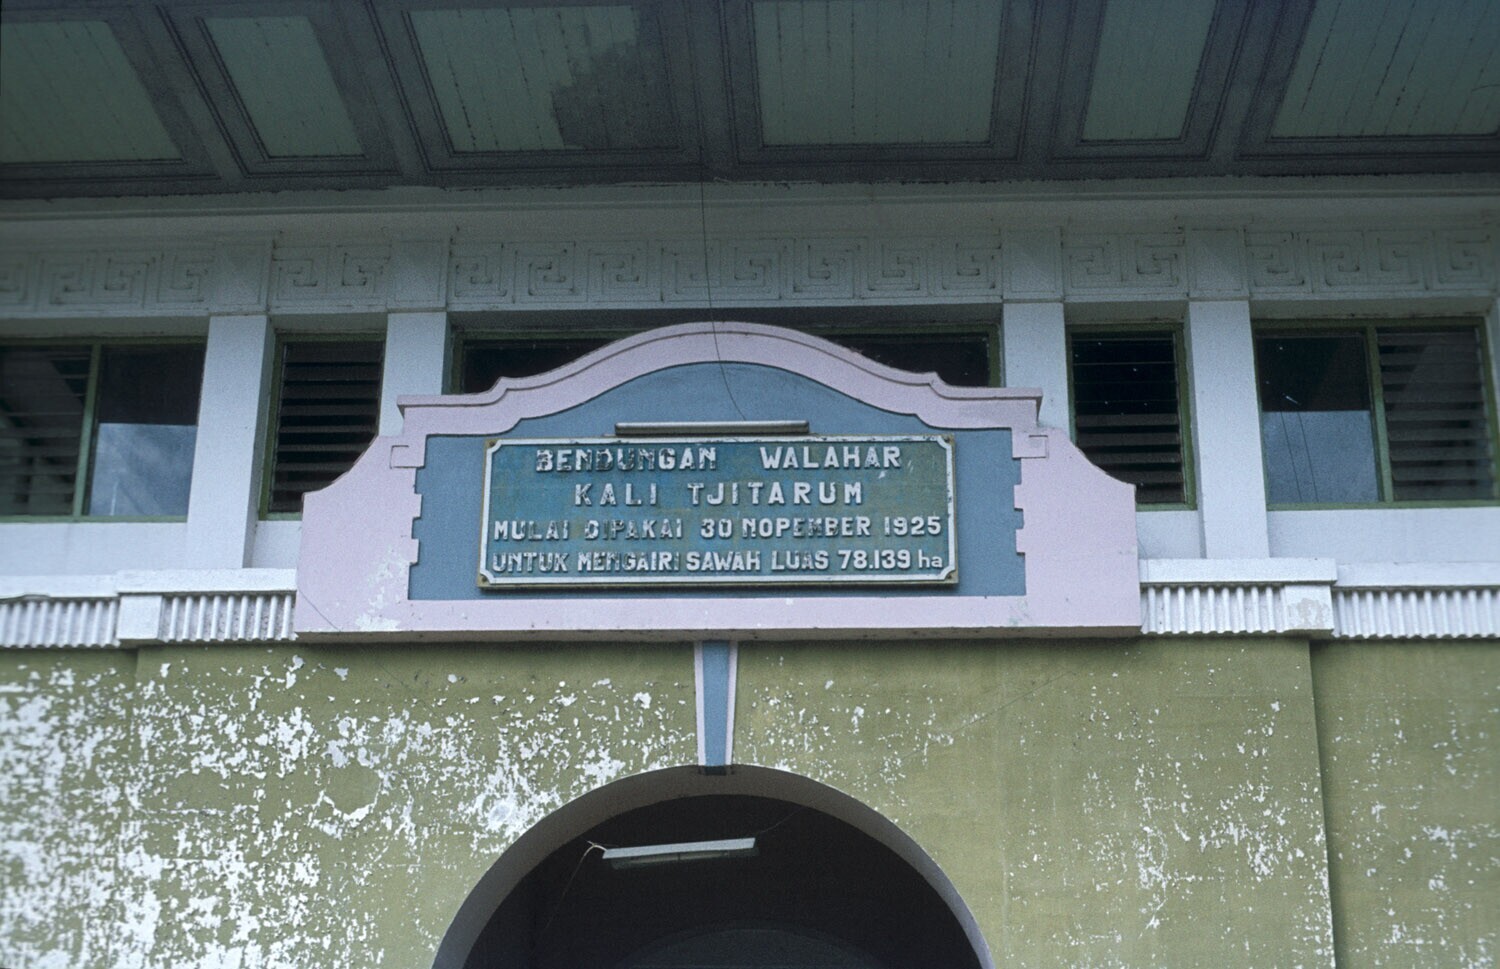 BENDUNGAN WALAHAR
KALI TJITARUM
MULAI DIPAKAI 30 NOPEMBER 1925
UNTUK MENGAIRI SAWAH LUAS 78.139 ha